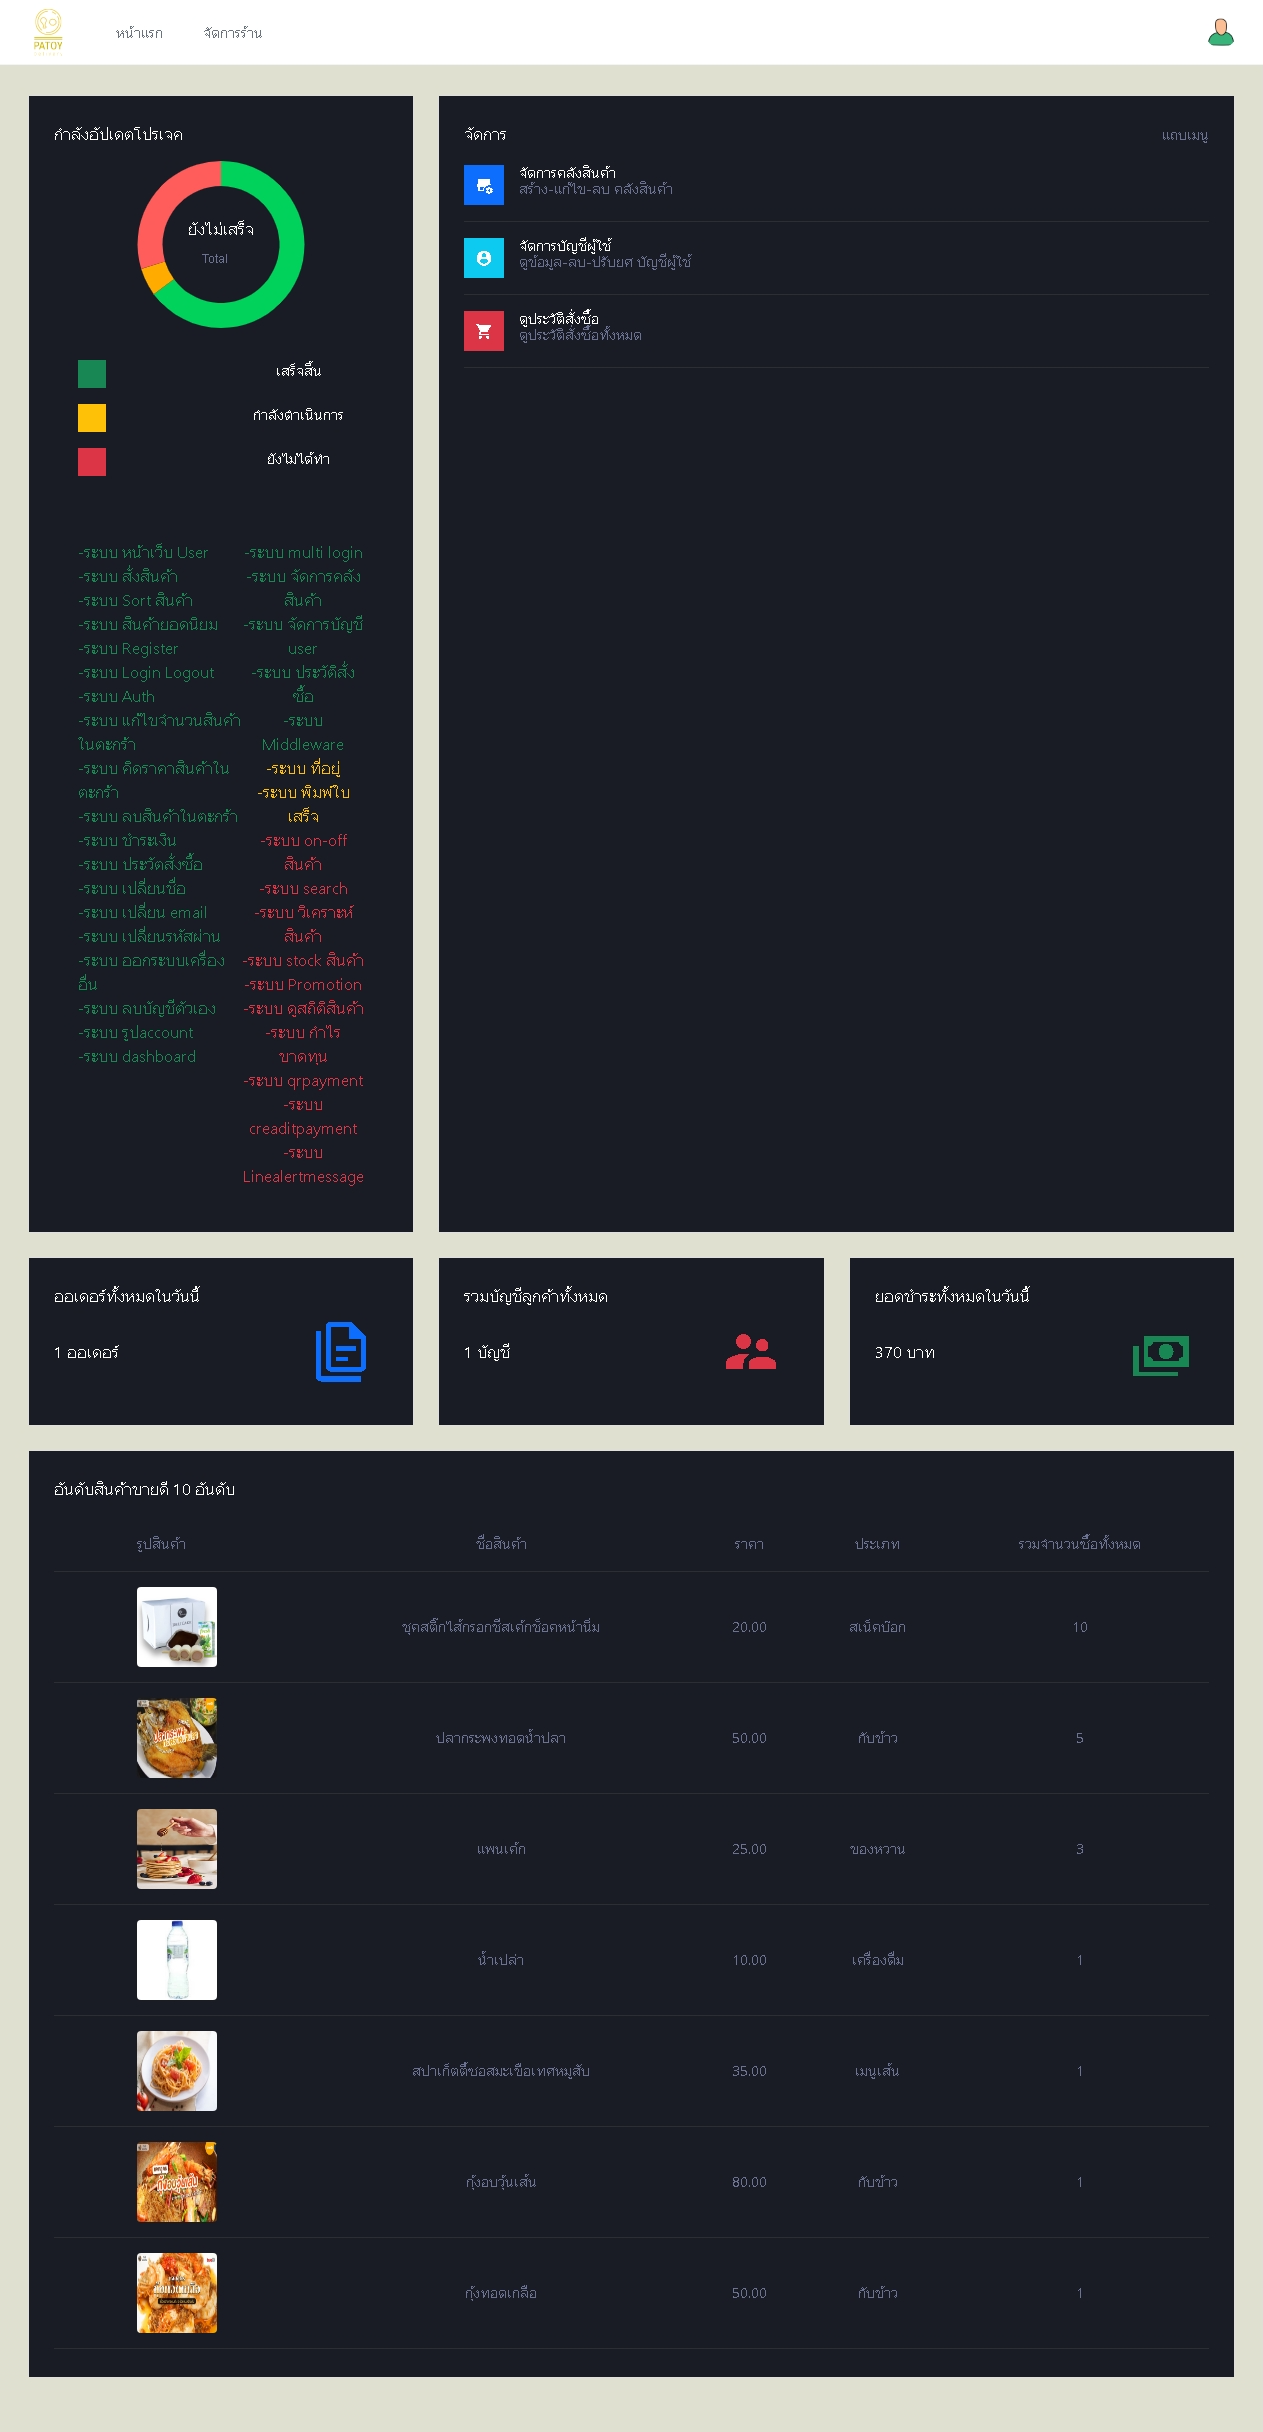 PATOY
หน้าแรก
จัดการร้าน
กำลังอัปเดตโปรเจค
ยังไม่เสร็จ
Total
เสร็จสิ้น
กำลังดำเนินการ
ยังไม่ได้ทำ
-ระบบ หน้าเว็บ User
-ระบบ สั่งสินค้า
-ระบบ Sort สินค้า
-ระบบ สินค้ายอดนิยม
-ระบบ Register
-ระบบ Login Logout
-ระบบ Auth
-ระบบ แก้ไขจำนวนสินค้า
ในตะกร้า
-ระบบ คิดราคาสินค้าใน
ตะกร้า
-ระบบ ลบสินค้าในตะกร้า
-ระบบ ชำระเงิน
-ระบบ ประวัดสั่งซื้อ
-ระบบ เปลี่ยนชื่อ
-ระบบ เปลี่ยน email
-ระบบ เปลี่ยนรหัสผ่าน
-ระบบ ออกระบบเครื่อง
อื่น
-ระบบ ลบบัญชีตัวเอง
-ระบบ รูปaccount
-ระบบ dashboard
-ระบบ multi login
-ระบบ จัดการคลัง
สินค้า
-ระบบ จัดการบัญชี
user
-ระบบ ประวัติสั่ง
ซื้อ
-ระบบ
Middleware
-ระบบ ที่อยู่
-ระบบ พิมพ์ใบ
เสร็จ
-ระบบ on-off
สินค้า
-ระบบ search
-ระบบ วิเคราะห์
สินค้า
-ระบบ stock สินค้า
-ระบบ Promotion
-ระบบ ดูสถิติสินค้า
-ระบบ กำไร
ขาดทุน
-ระบบ qrpayment
-ระบบ
creaditpayment
-ระบบ
Linealertmessage
จัดการ
แถบเมนู
จัดการคลังสินค้า
สร้าง-แก้ไข-ลบ คลังสินค้า
จัดการบัญชีผู้ใช้
ดูข้อมูล-ลบ-ปรับยศ บัญชีผู้ใช้
ดูประวัติสั่งซื้อ
ดูประวัติสั่งซื้อทั้งหมด
ออเดอร์ทั้งหมดในวันนี้
1 ออเดอร์
รวมบัญชีลูกค้าทั้งหมด
1 บัญชี
ยอดชำระทั้งหมดในวันนี้
370 บาท
อันดับสินค้าขายดี 10 อันดับ
รูปสินค้า ชื่อสินค้า ราคา ประเภท รวมจำนวนซื้อทั้งหมด
ชุดสติ๊กไส้กรอกชีสเค้กช็อคหน้านิ่ม 20.00 สแน็คบ๊อก 10
ปลากระพงทอดน้ำปลา 50.00 กับข้าว 5
แพนเค้ก 25.00 ของหวาน 3
น้ำเปล่า 10.00 เครื่องดื่ม 1
สปาเก็ตตี้ซอสมะเขือเทศหมูสับ 35.00 เมนูเส้น 1
กุ้งอบวุ้นเส้น 80.00 กับข้าว 1
กุ้งทอดเกลือ 50.00 กับข้าว 1